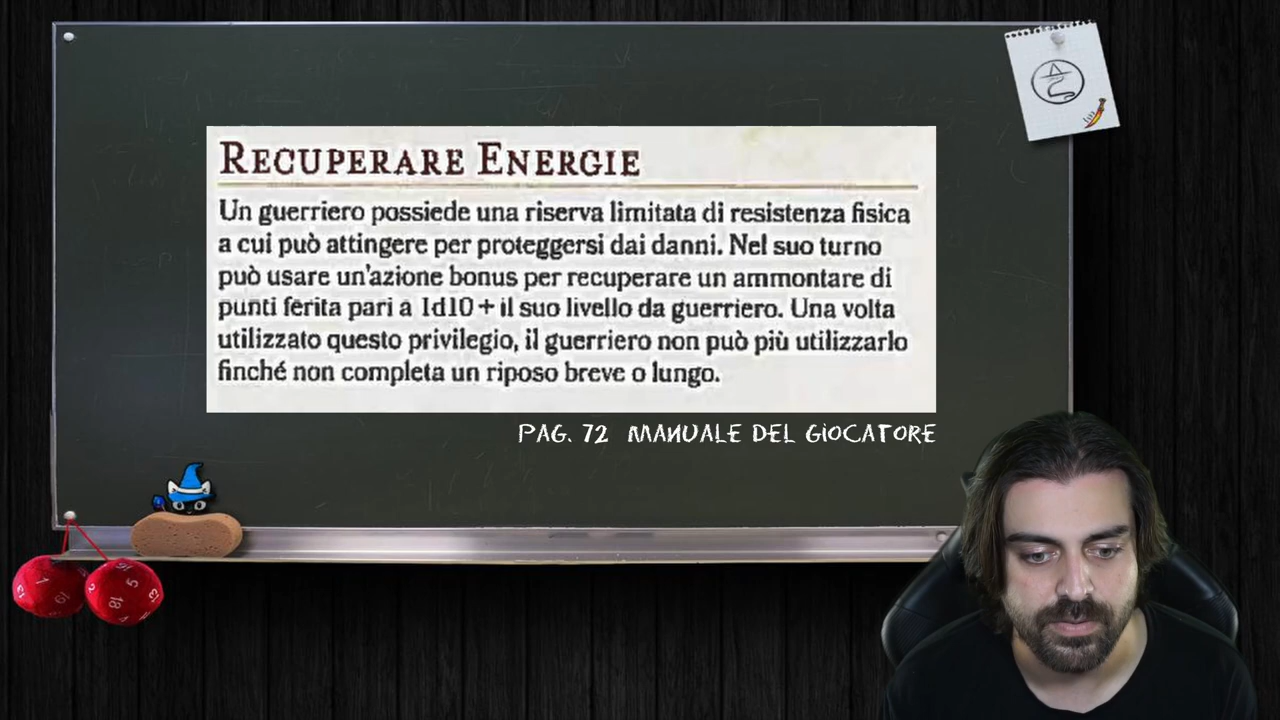 RECUPERARE ENERGIE
Un guerriero possiede una riserva limitata di resistenza fisica
a cui può attingere per proteggersi dai danni. Nel suo turno
può usare un'azione bonus per recuperare un ammontare di
punti ferita pari a 1d10 + il suo livello da guerriero. Una volta
utilizzato questo privilegio, il guerriero non può più utilizzarlo
finché non completa un riposo breve o lungo.
PAG. 72 MANUALE DEL GIOCATORE